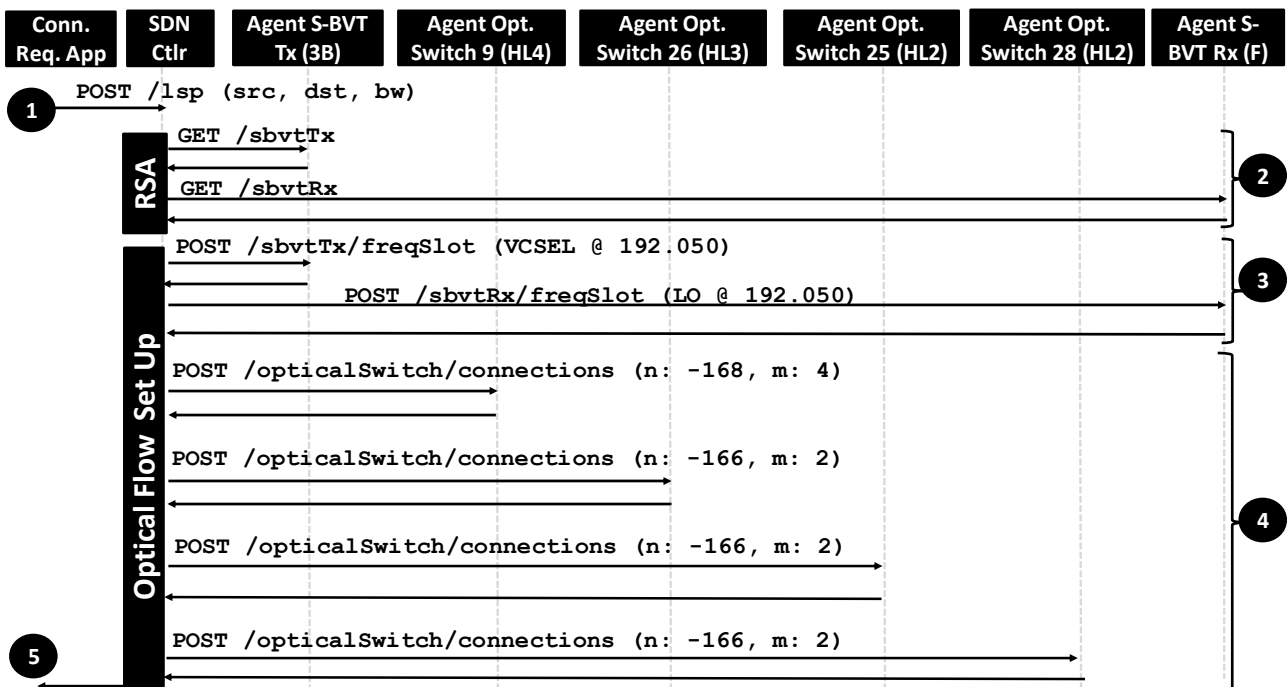 Conn.
Req. App
SDN
Ctlr
Agent S-BVT
Tx (3B)
Agent Opt.
Switch 9 (HL4)
Agent Opt.
Switch 26 (HL3)
Agent Opt.
Switch 25 (HL2)
Agent Opt.
Switch 28 (HL2)
Agent S-
BVT Rx (F)
POST /lsp (src, dst, bw)
1
RSA
GET /sbvtTx
GET /sbvtRx
2
Optical Flow Set Up
POST /sbvtTx/freqSlot (VCSEL @ 192.050)
POST /sbvtRx/freqSlot (LO @ 192.050)
3
POST /opticalSwitch/connections (n: -168, m: 4)
POST /opticalSwitch/connections (n: -166, m: 2)
POST /opticalSwitch/connections (n: -166, m: 2)
POST /opticalSwitch/connections (n: -166, m: 2)
4
5